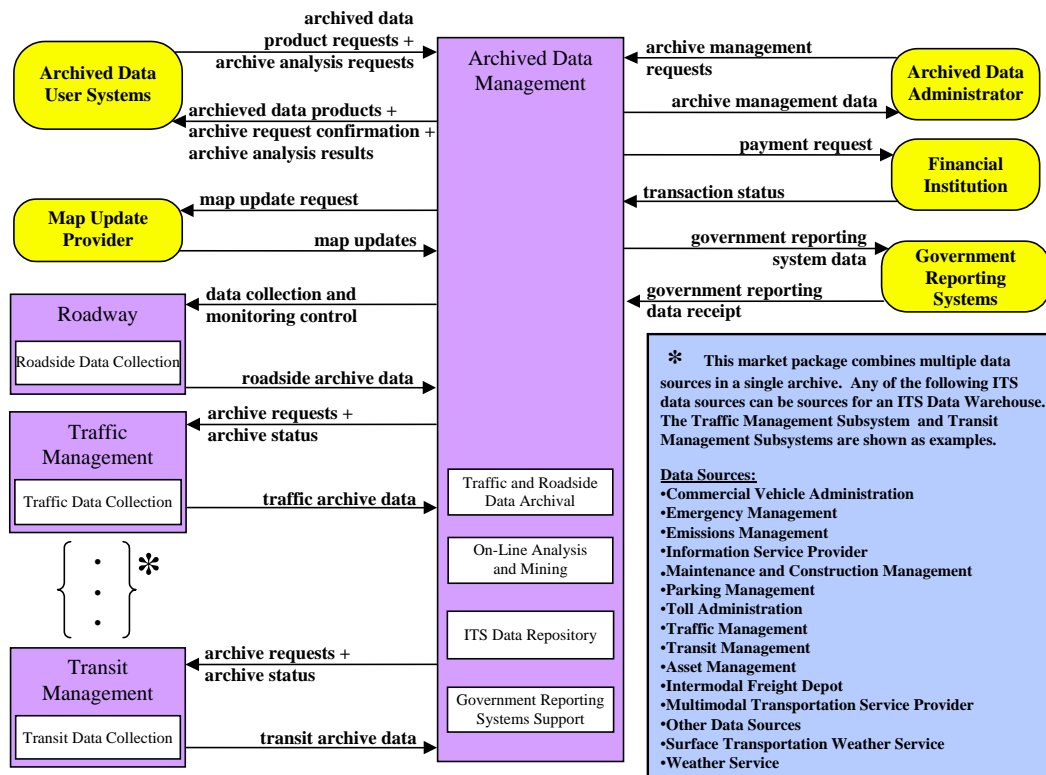 archived data
product requests +
archive analysis requests
Archived Data
User Systems
archieved data products +
archive request confirmation +
archive analysis results
map update request
Map Update
Provider
map updates
data collection and
monitoring control
Roadway
Roadside Data Collection
roadside archive data
archive requests +
archive status
Traffic
Management
Traffic Data Collection
traffic archive data
*
archive requests +
archive status
Transit
Management
Transit Data Collection
transit archive data
Archived Data
Management
Traffic and Roadside
Data Archival
On-Line Analysis
and Mining
ITS Data Repository
Government Reporting
Systems Support
archive management
requests
Archived Data
Administrator
archive management data
payment request
Financial
Institution
transaction status
government reporting
system data
Government
Reporting
Systems
government reporting
data receipt
* This market package combines multiple data
sources in a single archive. Any of the following ITS
data sources can be sources for an ITS Data Warehouse.
The Traffic Management Subsystem and Transit
Management Subsystems are shown as examples.
Data Sources:
•Commercial Vehicle Administration
•Emergency Management
•Emissions Management
•Information Service Provider
•Maintenance and Construction Management
•Parking Management
•Toll Administration
•Traffic Management
•Transit Management
•Asset Management
•Intermodal Freight Depot
•Multimodal Transportation Service Provider
•Other Data Sources
•Surface Transportation Weather Service
•Weather Service